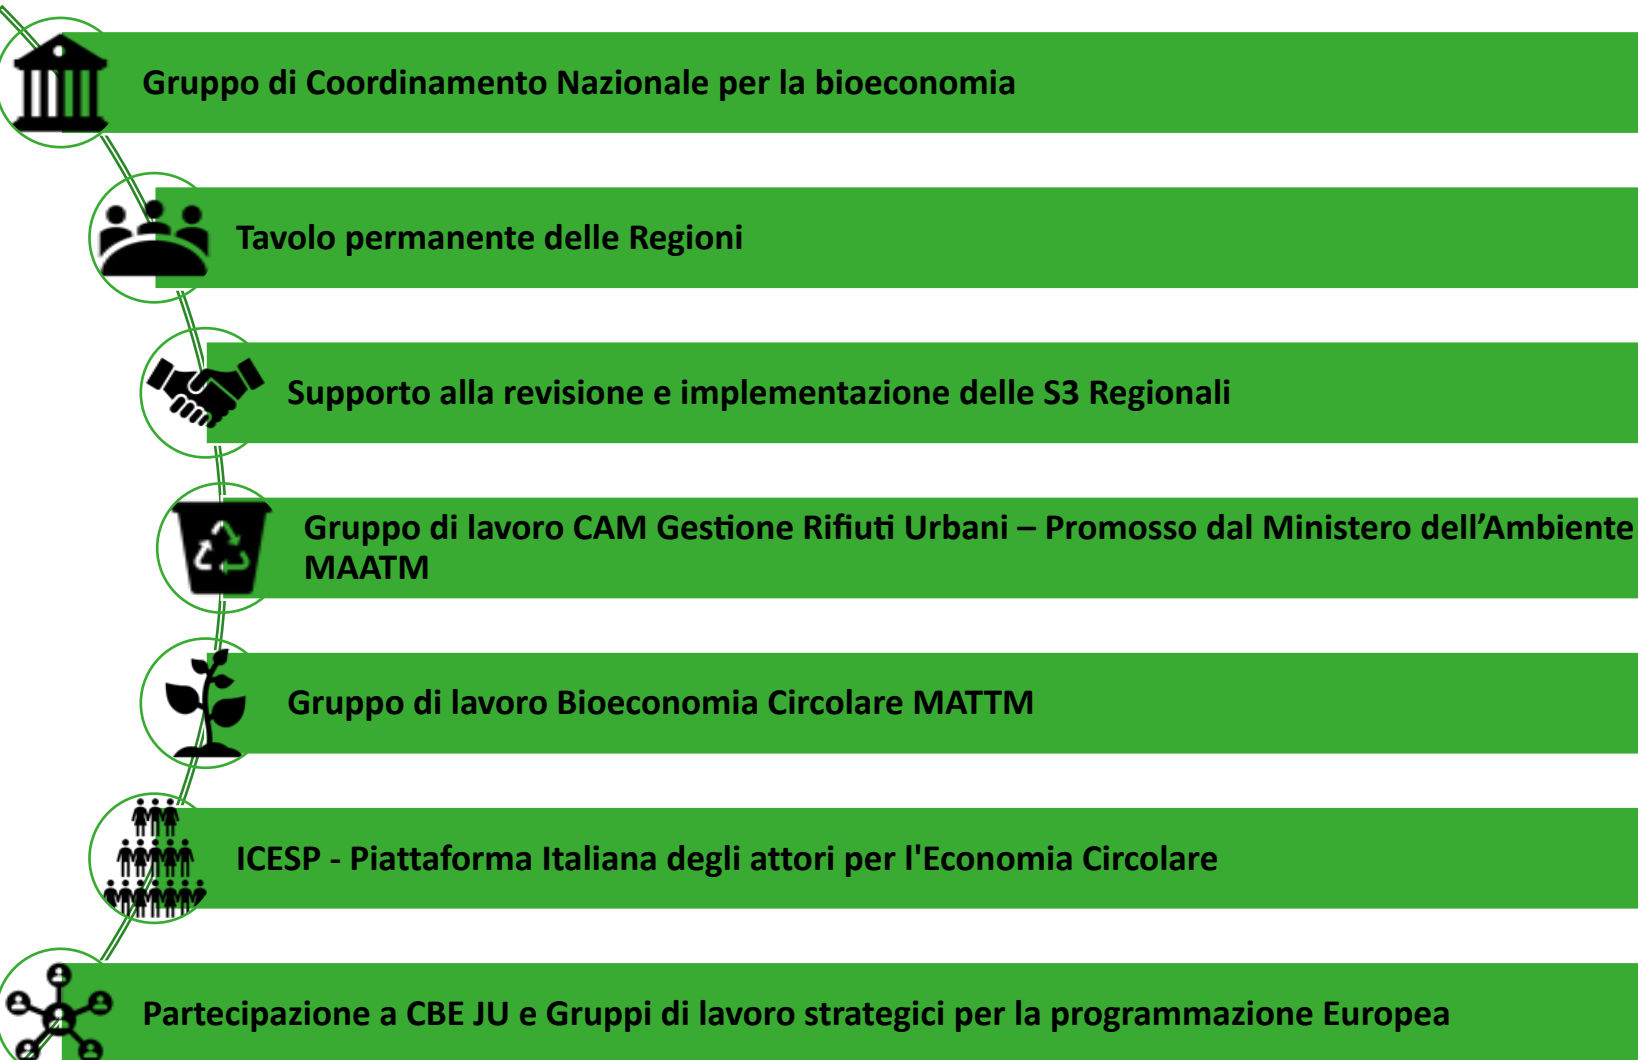 Gruppo di Coordinamento Nazionale per la bioeconomia
Tavolo permanente delle Regioni
Supporto alla revisione e implementazione delle S3 Regionali
Gruppo di lavoro CAM Gestione Rifiuti Urbani – Promosso dal Ministero dell’Ambiente
MAATM
Gruppo di lavoro Bioeconomia Circolare MATTM
ICESP - Piattaforma Italiana degli attori per l'Economia Circolare
Partecipazione a CBE JU e Gruppi di lavoro strategici per la programmazione Europea